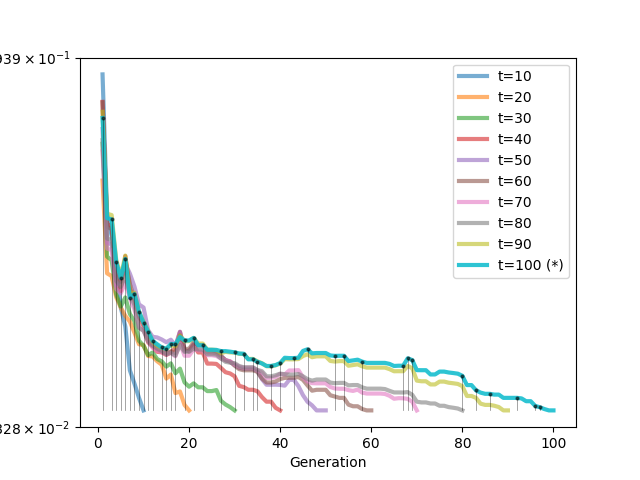 939 × 10⁻¹
t=10
t=20
t=30
t=40
t=50
t=60
t=70
t=80
t=90
t=100 (*)
328 × 10⁻²
0 20 40 60 80 100
Generation